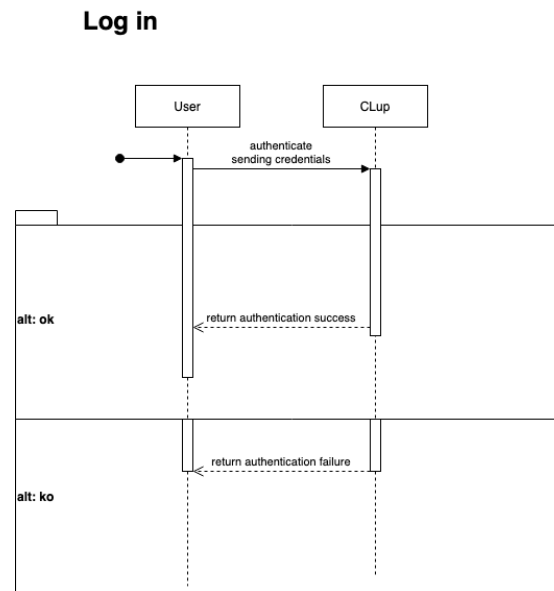 Log in
User
CLup
authenticate
sending credentials
alt: ok
return authentication success
return authentication failure
alt: ko